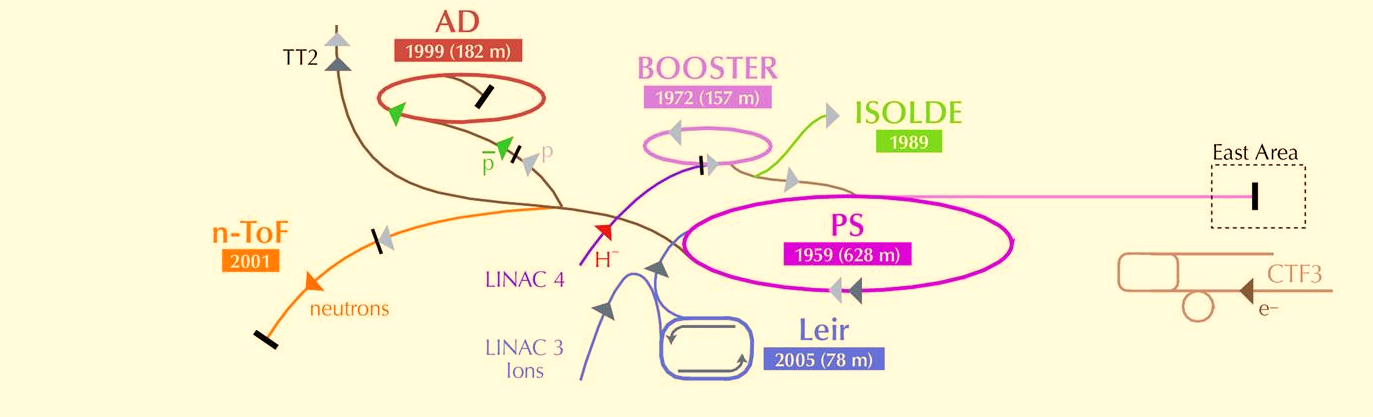 AD
1999 (182 m)
TT2
BOOSTER
1972 (157 m)
ISOLDE
1989
p̅
p
East Area
n-ToF
2001
neutrons
H⁻
LINAC 4
PS
1959 (628 m)
CTF3
e–
LINAC 3
Ions
Leir
2005 (78 m)